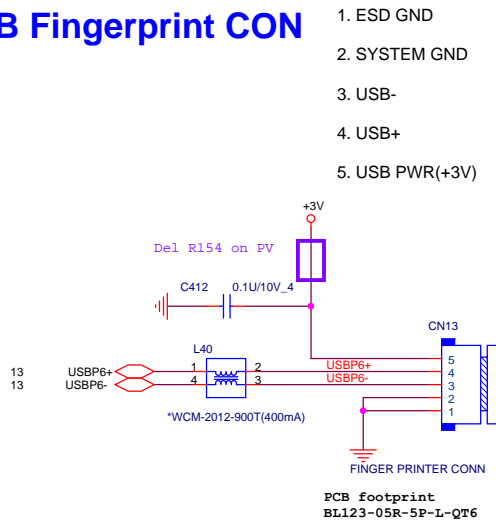 B Fingerprint CON
1. ESD GND
2. SYSTEM GND
3. USB-
4. USB+
5. USB PWR(+3V)
+3V
Del R154 on PV
C412 0.1U/10V_4
CN13
L40
13 USBP6+ 1 2 USBP6+
13 USBP6- 4 3 USBP6-
5
4
3
2
1
*WCM-2012-900T(400mA)
FINGER PRINTER CONN
PCB footprint
BL123-05R-5P-L-QT6